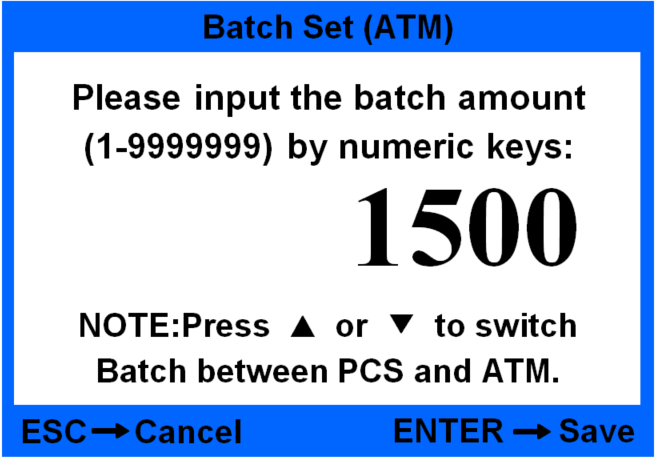 Batch Set (ATM)
Please input the batch amount
(1-9999999) by numeric keys:
1500
NOTE:Press ▲ or ▼ to switch
Batch between PCS and ATM.
ESC→Cancel ENTER→Save